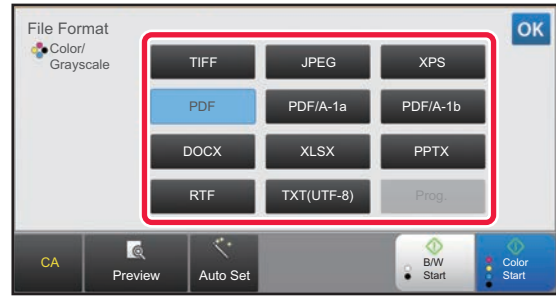 File Format
OK
Color/
Grayscale
TIFF JPEG XPS
PDF PDF/A-1a PDF/A-1b
DOCX XLSX PPTX
RTF TXT(UTF-8) Prog.
CA
Preview
Auto Set
B/W
Start
Color
Start